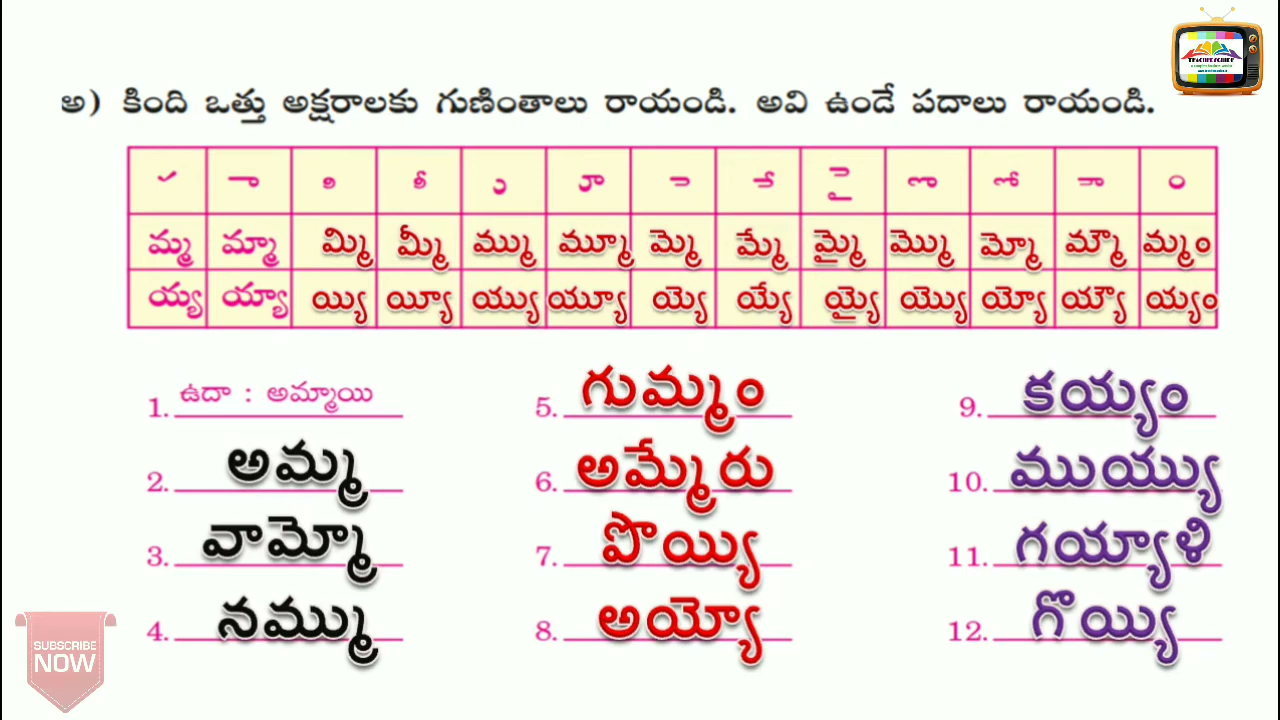 అ) కింది ఒత్తు అక్షరాలకు గుణింతాలు రాయండి. అవి ఉండే పదాలు రాయండి.
మ్మ మ్మా మ్మి మ్మీ మ్ము మ్మూ మ్మె మ్మే మ్మై మ్మొ మ్మో మ్మౌ మ్మం
య్య య్యా య్యి య్యీ య్యు య్యూ య్యె య్యే య్యై య్యొ య్యో య్యౌ య్యం
1. ఉదా : అమ్మాయి
2. అమ్మ
3. వామ్మో
4. నమ్ము
5. గుమ్మం
6. అమ్మేరు
7. పొయ్యి
8. అయ్యో
9. కయ్యం
10. ముయ్యు
11. గయ్యాళి
12. గొయ్యి
SUBSCRIBE
NOW